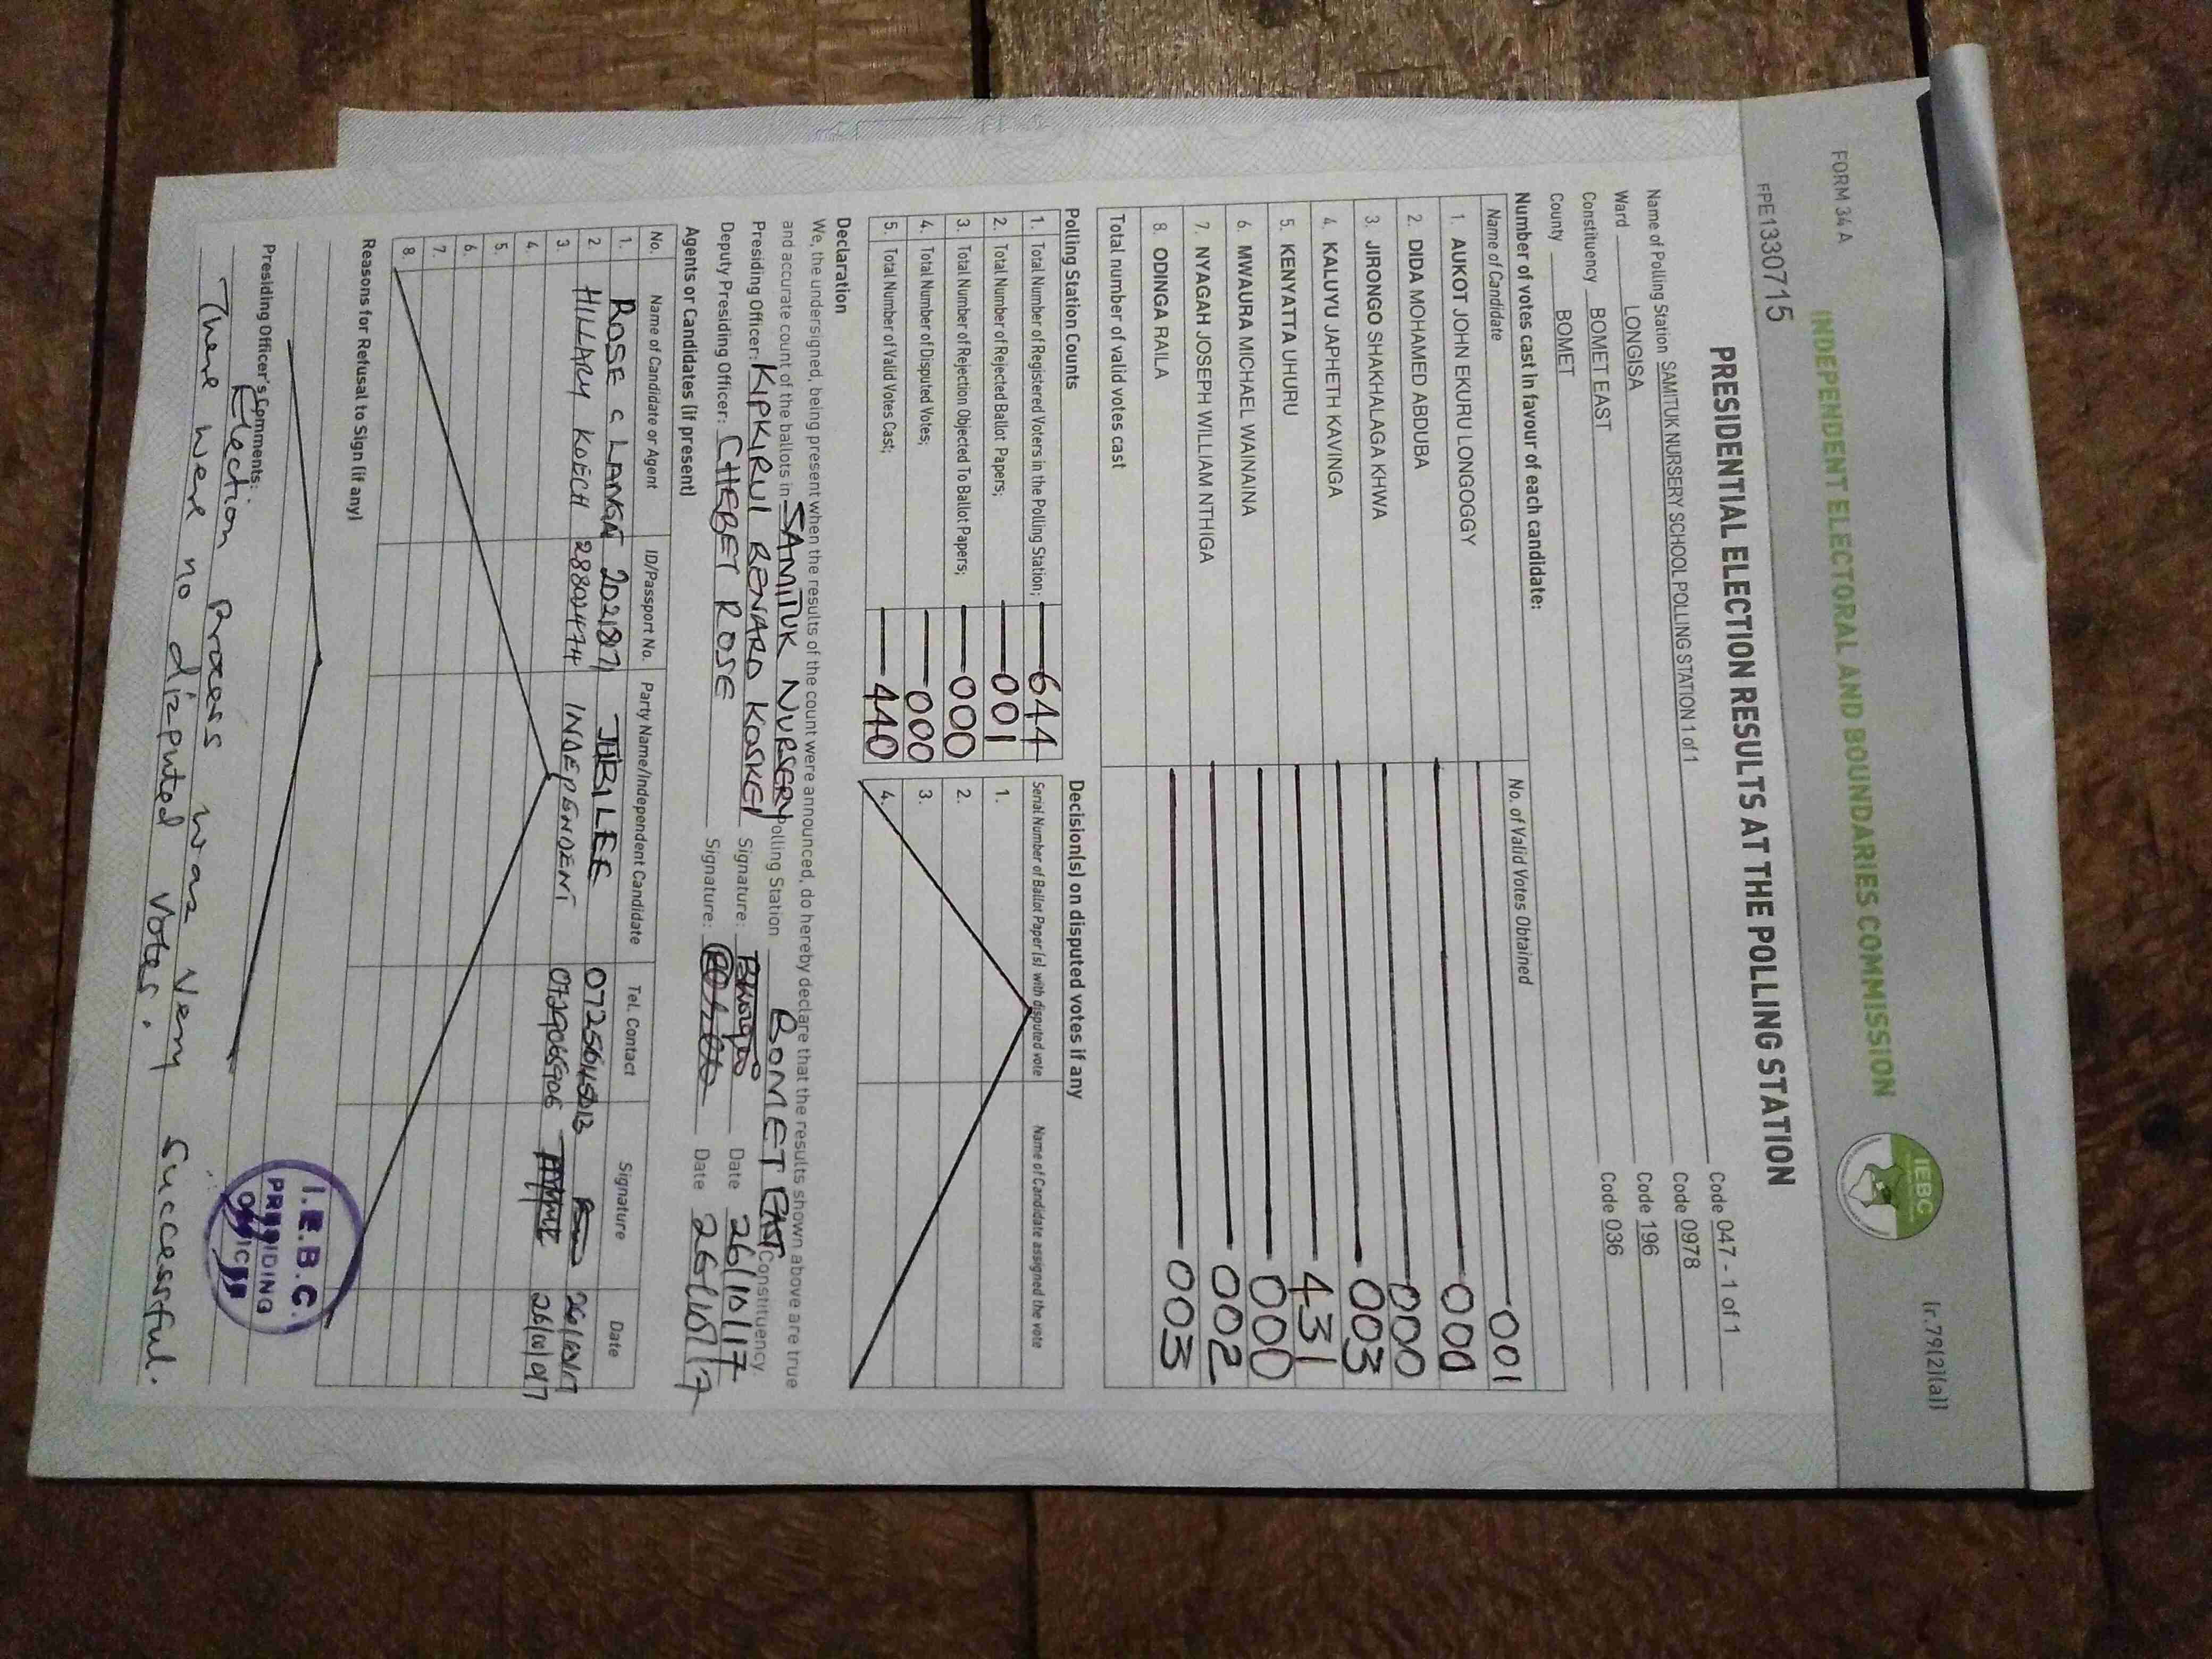 FORM 34 A
(r.79(2)(a))
INDEPENDENT ELECTORAL AND BOUNDARIES COMMISSION
IEBC
FPE1330715
PRESIDENTIAL ELECTION RESULTS AT THE POLLING STATION
Name of Polling Station SAMITUK NURSERY SCHOOL POLLING STATION 1 of 1 Code 047 - 1 of 1
Ward LONGISA Code 0978
Constituency BOMET EAST Code 196
County BOMET Code 036
Number of votes cast in favour of each candidate:
Name of Candidate No. of Valid Votes Obtained
1. AUKOT JOHN EKURU LONGOGGY 001
2. DIDA MOHAMED ABDUBA 000
3. JIRONGO SHAKHALAGA KHWA 000
4. KALUYU JAPHETH KAVINGA 003
5. KENYATTA UHURU 431
6. MWAURA MICHAEL WAINAINA 000
7. NYAGAH JOSEPH WILLIAM NTHIGA 002
8. ODINGA RAILA 003
Total number of valid votes cast
Polling Station Counts Decision(s) on disputed votes if any
1. Total Number of Registered Voters in the Polling Station; 644 Serial Number of Ballot Paper(s) with disputed vote Name of Candidate assigned the vote
2. Total Number of Rejected Ballot Papers; 001 1.
3. Total Number of Rejection Objected To Ballot Papers; 000 2.
4. Total Number of Disputed Votes; 000 3.
5. Total Number of Valid Votes Cast; 440 4.
Declaration
We, the undersigned, being present when the results of the count were announced, do hereby declare that the results shown above are true
and accurate count of the ballots in SAMITUK NURSERY Polling Station BOMET EAST Constituency
Presiding Officer: KIPKIRUI BENARD KOSKEI Signature: Date 26/10/17
Deputy Presiding Officer: CHEBET ROSE Signature: Date 26/10/17
Agents or Candidates (if present)
No. Name of Candidate or Agent ID/Passport No. Party Name/Independent Candidate Tel. Contact Signature Date
1. ROSE C LANGAT JUBILEE
2. HILLARY KOECH INDEPENDENT
3.
4.
5.
6.
7.
8.
Reasons for Refusal to Sign (if any)
Presiding Officer's Comments:
Election process was very successful.
There were no disputed votes.
I.E.B.C.
PRESIDING
OFFICER